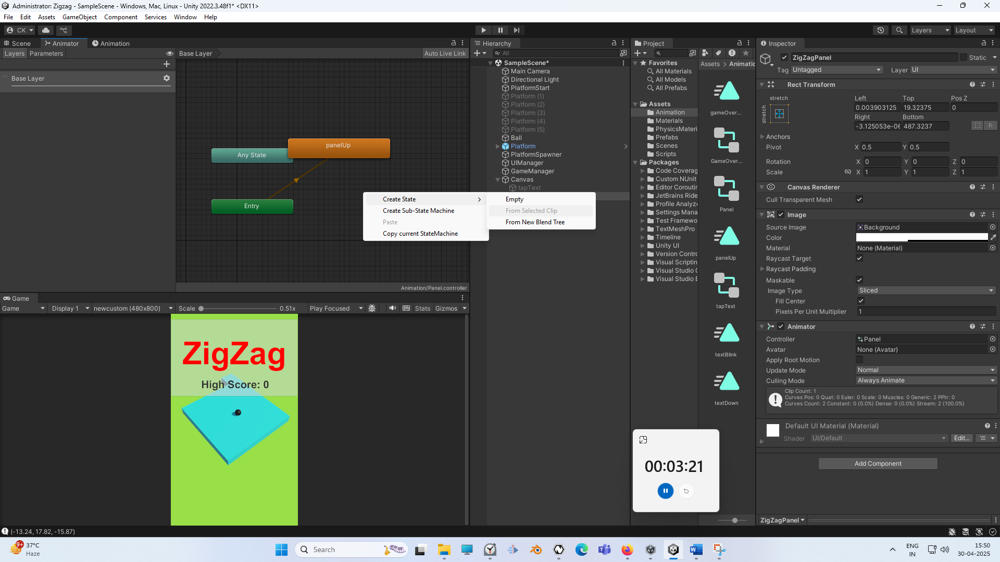 Administrator: Zigzag - SampleScene - Windows, Mac, Linux - Unity 2022.3.48f1* <DX11>
File Edit Assets GameObject Component Services Window Help
CK
Layers Layout
Scene Animator Animation
Layers Parameters
Base Layer
Auto Live Link
Base Layer
panelUp
Any State
Entry
Create State
Create Sub-State Machine
Paste
Copy current StateMachine
Empty
From Selected Clip
From New Blend Tree
Animation/Panel.controller
Hierarchy
All
SampleScene*
Main Camera
Directional Light
PlatformStart
Platform (1)
Platform (2)
Platform (3)
Platform (4)
Platform (5)
Ball
Platform
PlatformSpawner
UIManager
GameManager
Canvas
tapText
Project
Favorites
All Materials
All Models
All Prefabs
Assets
Animation
Materials
PhysicsMateri
Prefabs
Scenes
Scripts
Packages
Code Coverag
Custom NUnit
Editor Coroutin
JetBrains Ride
Profile Analyze
Settings Mana
Test Framewo
TextMeshPro
Timeline
Unity UI
Version Contro
Visual Scriptin
Visual Studio C
Visual Studio E
Assets > Animatio
gameOver...
GameOver...
Panel
panelUp
tapText
textBlink
textDown
Inspector
ZigZagPanel
Static
Tag Untagged Layer UI
Rect Transform
stretch
stretch
Left Top Pos Z
0.003903125 19.32375 0
Right Bottom
-3.125053e-06 487.3237
R
Anchors
Pivot X 0.5 Y 0.5
Rotation X 0 Y 0 Z 0
Scale X 1 Y 1 Z 1
Canvas Renderer
Cull Transparent Mesh
Image
Source Image Background
Color
Material None (Material)
Raycast Target
Raycast Padding
Maskable
Image Type Sliced
Fill Center
Pixels Per Unit Multiplier 1
Animator
Controller Panel
Avatar None (Avatar)
Apply Root Motion
Update Mode Normal
Culling Mode Always Animate
Clip Count: 1
Curves Pos: 0 Quat: 0 Euler: 0 Scale: 0 Muscles: 0 Generic: 2 PPtr: 0
Curves Count: 2 Constant: 0 (0.0%) Dense: 0 (0.0%) Stream: 2 (100.0%)
Default UI Material (Material)
Shader UI/Default Edit...
Add Component
ZigZagPanel
Game
Game Display 1 newcustom (480x800) Scale 0.51x Play Focused Stats Gizmos
ZigZag
High Score: 0
00:03:21
(-13.24, 17.82, -15.87)
9+
37°C
Haze
Search
ENG
IN
15:50
30-04-2025